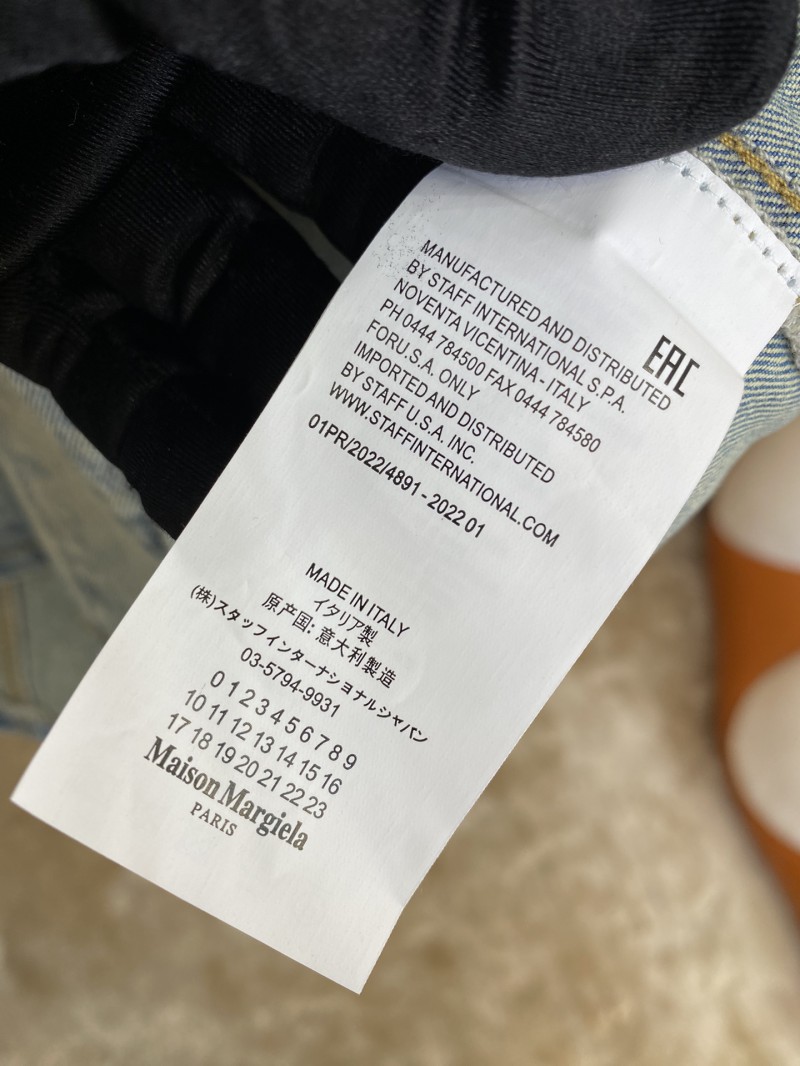 MANUFACTURED AND DISTRIBUTED
BY STAFF INTERNATIONAL S.P.A.
NOVENTA VICENTINA - ITALY
PH 0444 784500 FAX 0444 784580
FOR U.S.A. ONLY
IMPORTED AND DISTRIBUTED
BY STAFF U.S.A. INC.
WWW.STAFFINTERNATIONAL.COM
01PR/2022/4891 - 2022 01
EAC
MADE IN ITALY
イタリア製
原产国: 意大利製造
(株)スタッフインターナショナルジャパン
03-5794-9931
0 1 2 3 4 5 6 7 8 9
10 11 12 13 14 15 16
17 18 19 20 21 22 23
Maison Margiela
PARIS